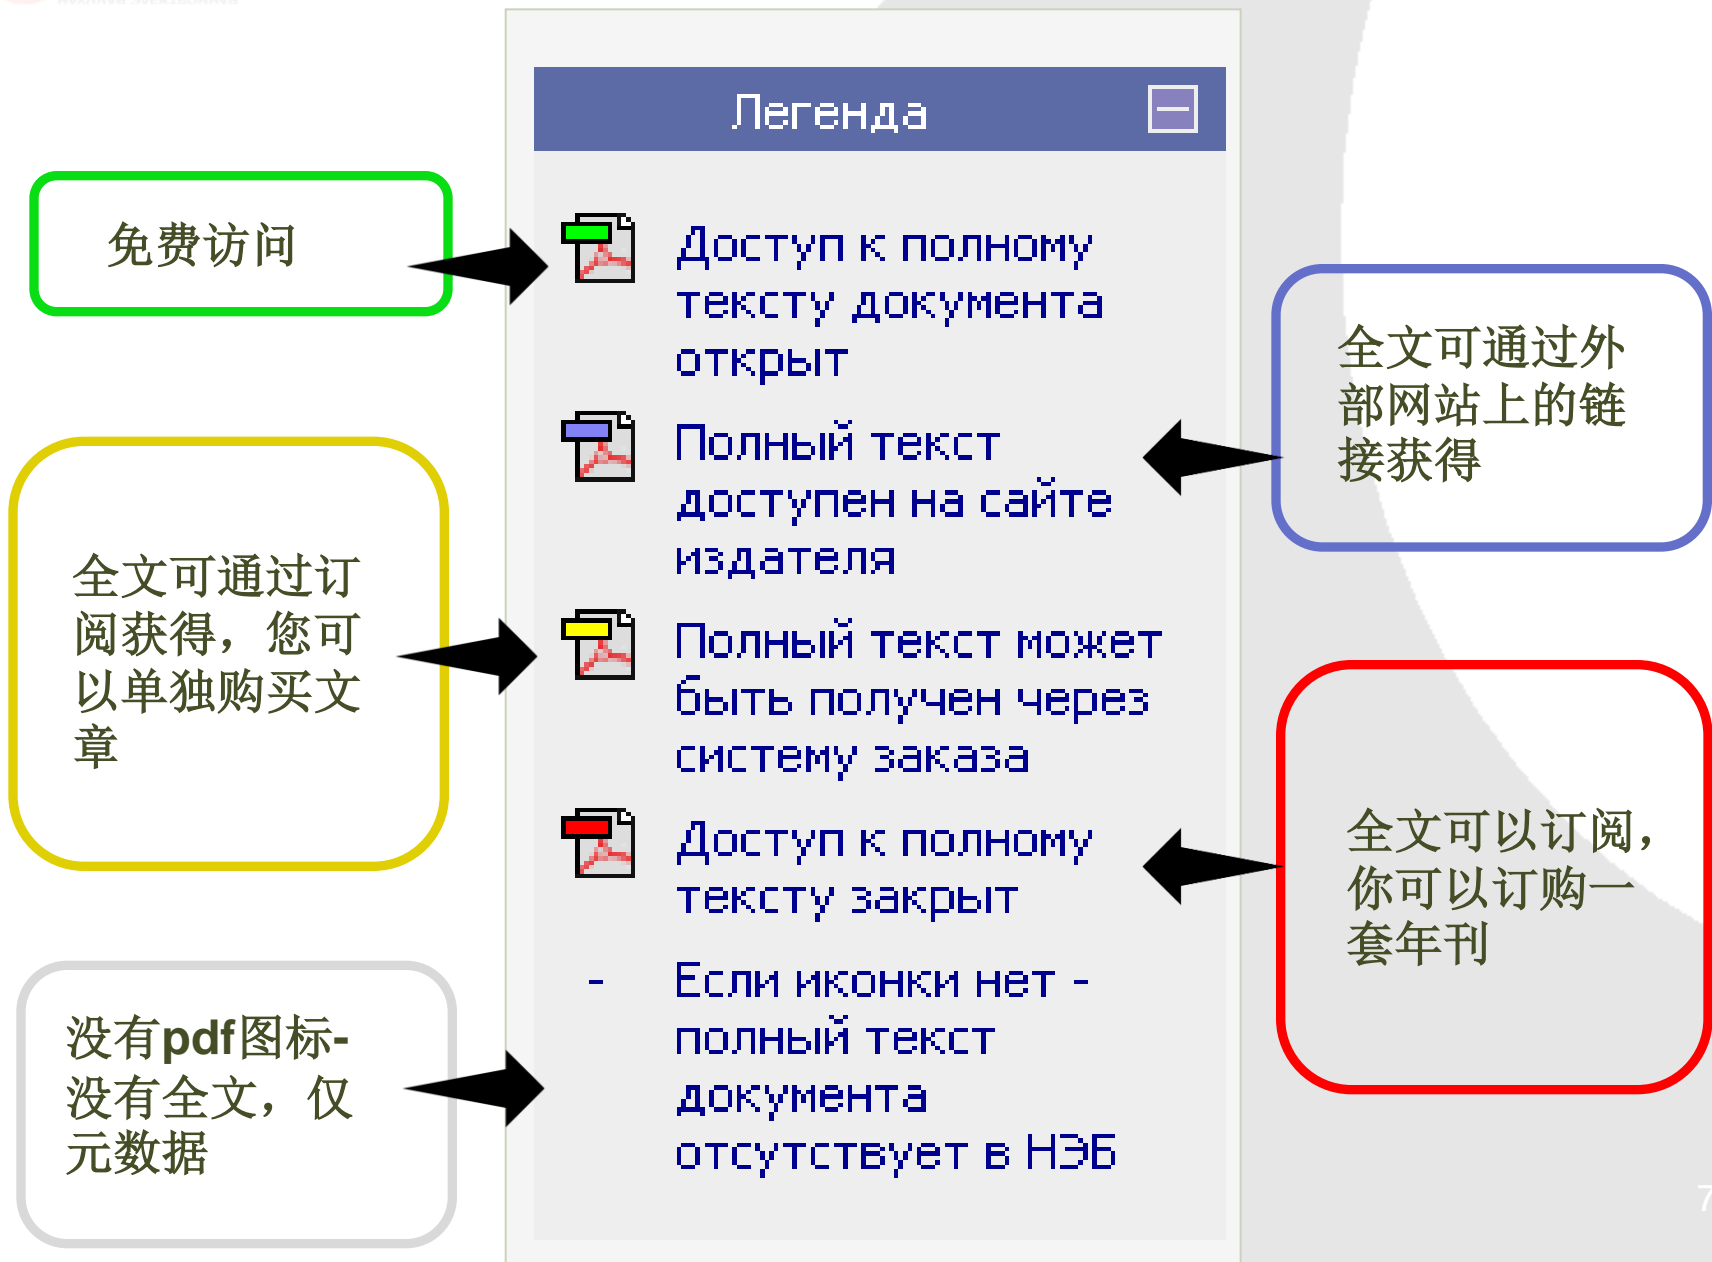 Легенда
免费访问
Доступ к полному
тексту документа
открыт
全文可通过外
部网站上的链
接获得
Полный текст
доступен на сайте
издателя
全文可通过订
阅获得，您可
以单独购买文
章
Полный текст может
быть получен через
систему заказа
Доступ к полному
тексту закрыт
全文可以订阅，
你可以订购一
套年刊
- Если иконки нет -
полный текст
документа
отсутствует в НЭБ
没有pdf图标-
没有全文，仅
元数据
7